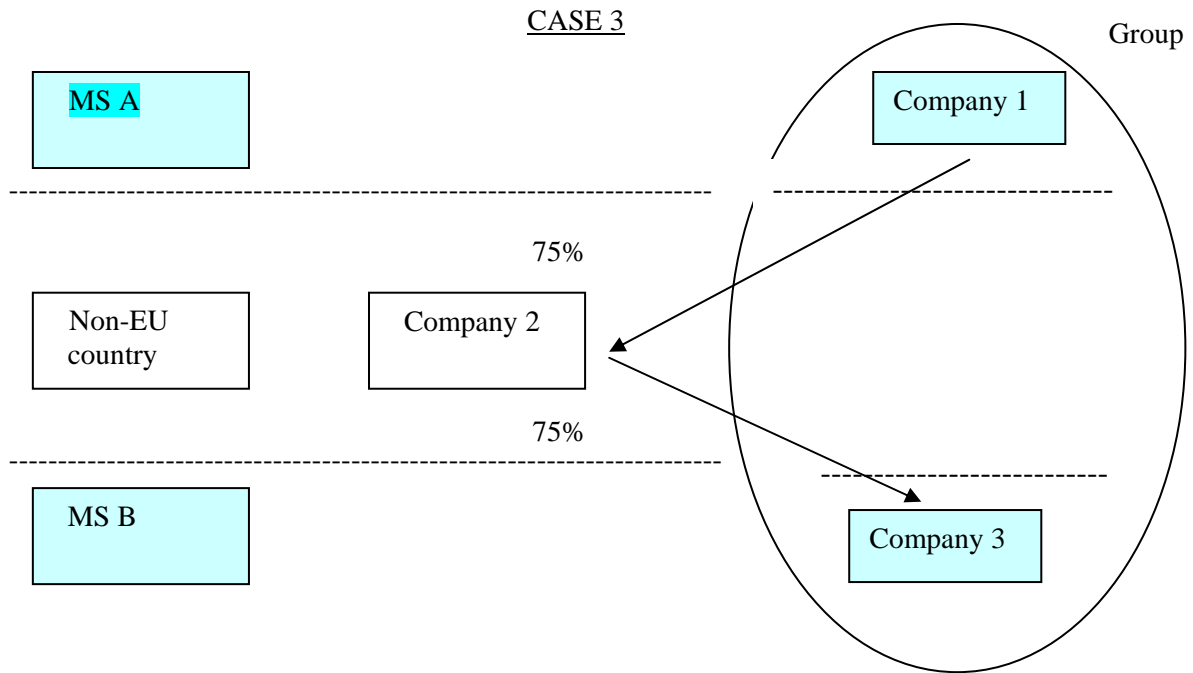 CASE 3
Group
MS A
Company 1
75%
Non-EU
country
Company 2
75%
MS B
Company 3